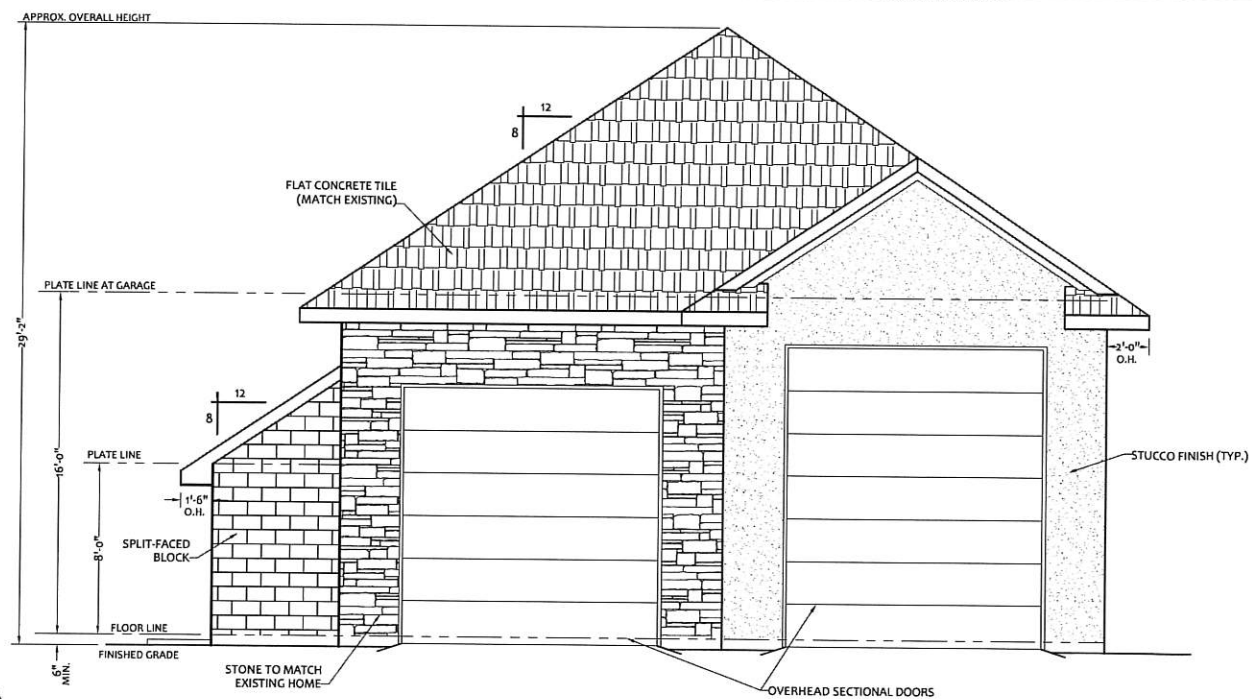 APPROX. OVERALL HEIGHT
12
8
FLAT CONCRETE TILE
(MATCH EXISTING)
PLATE LINE AT GARAGE
29'-2"
2'-0"
O.H.
12
8
PLATE LINE
16'-0"
STUCCO FINISH (TYP.)
1'-6"
O.H.
SPLIT-FACED
BLOCK
8'-0"
FLOOR LINE
FINISHED GRADE
6"
MIN.
STONE TO MATCH
EXISTING HOME
OVERHEAD SECTIONAL DOORS